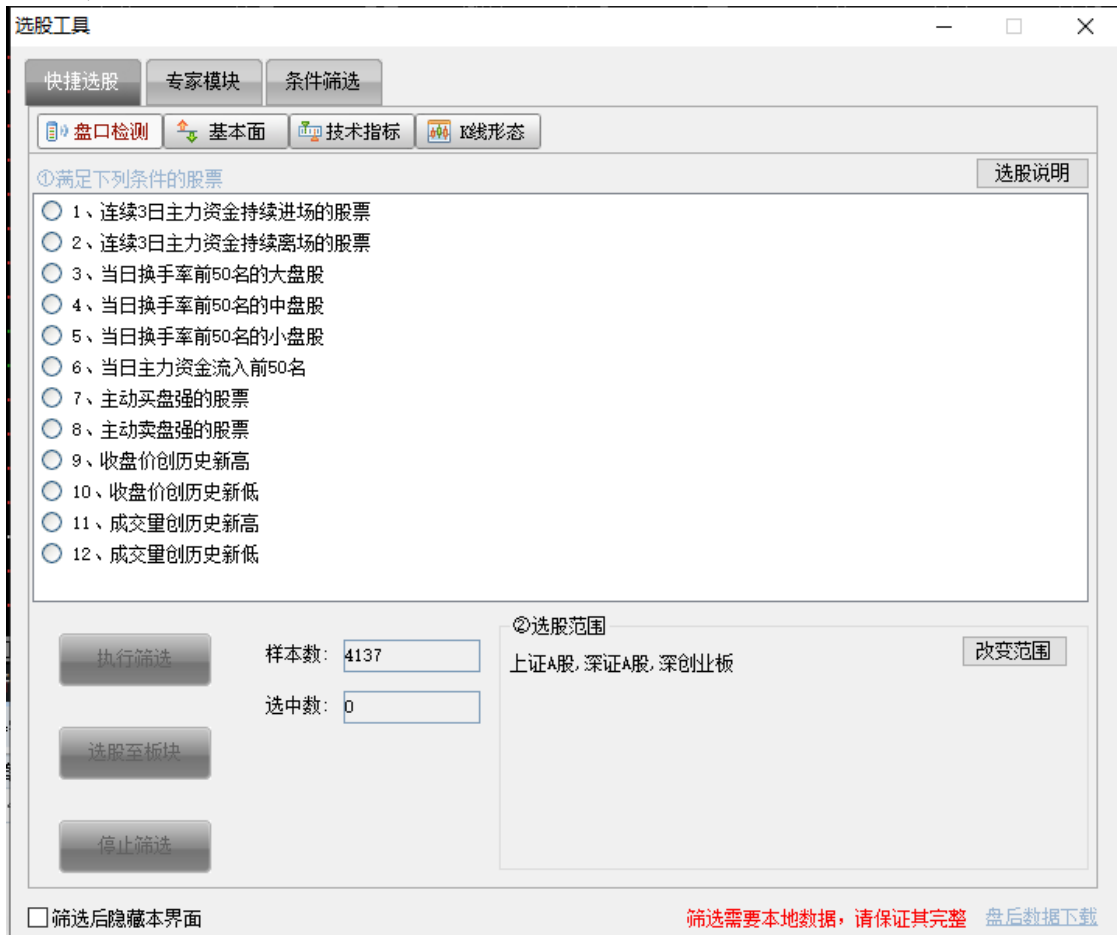 选股工具
快捷选股 专家模块 条件筛选
盘口检测 基本面 技术指标 K线形态
①满足下列条件的股票 选股说明
1、连续3日主力资金持续进场的股票
2、连续3日主力资金持续离场的股票
3、当日换手率前50名的大盘股
4、当日换手率前50名的中盘股
5、当日换手率前50名的小盘股
6、当日主力资金流入前50名
7、主动买盘强的股票
8、主动卖盘强的股票
9、收盘价创历史新高
10、收盘价创历史新低
11、成交量创历史新高
12、成交量创历史新低
②选股范围
执行筛选 样本数: 4137 上证A股,深证A股,深创业板 改变范围
选中数: 0
选股至板块
停止筛选
筛选后隐藏本界面 筛选需要本地数据，请保证其完整 盘后数据下载